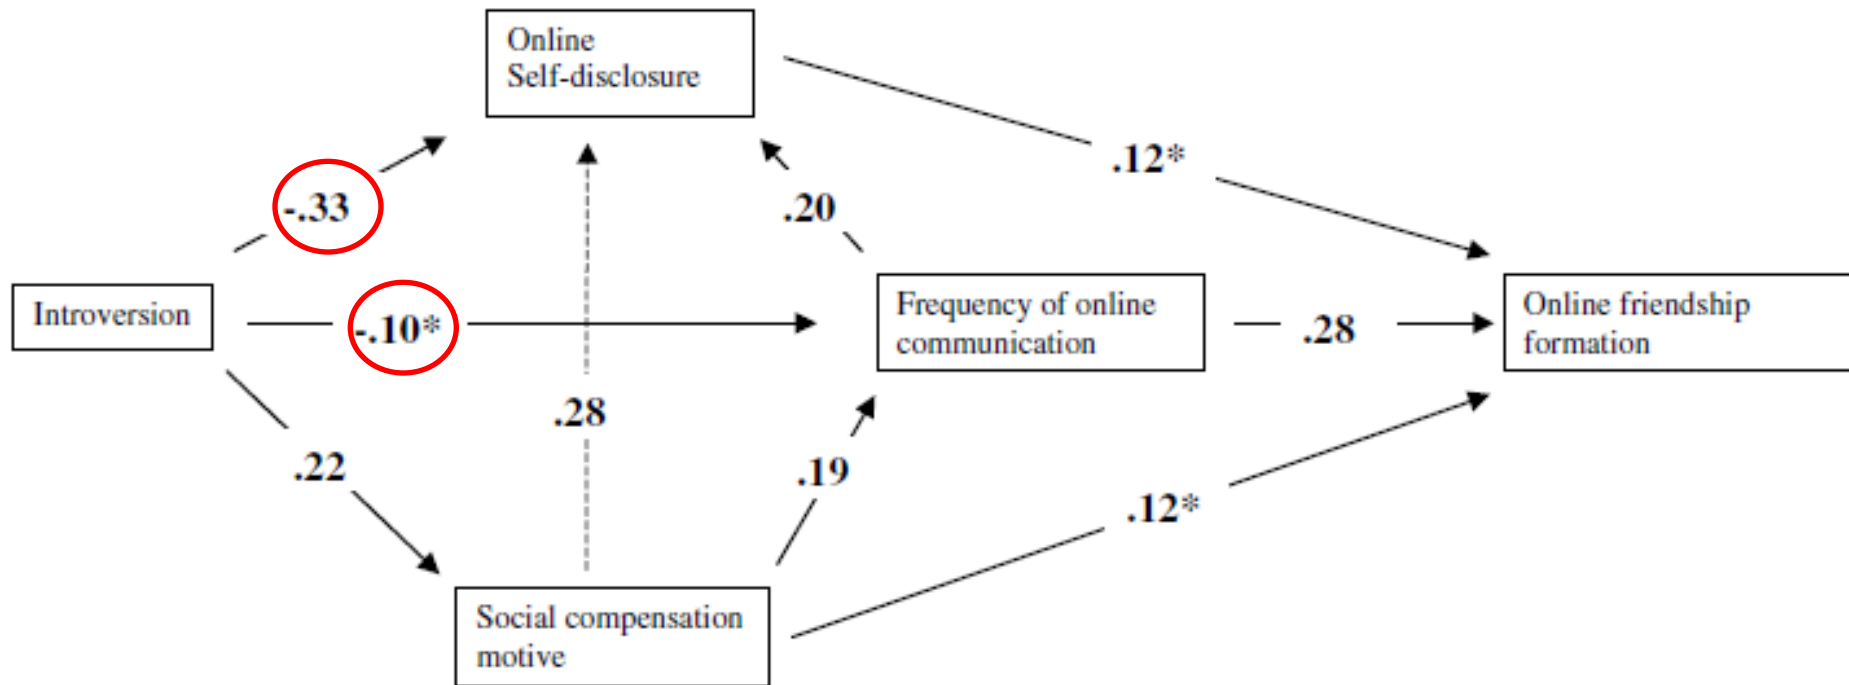 Online
Self-disclosure
.12*
-.33
.20
Introversion
-.10*
Frequency of online
communication
.28
Online friendship
formation
.28
.22
.19
.12*
Social compensation
motive